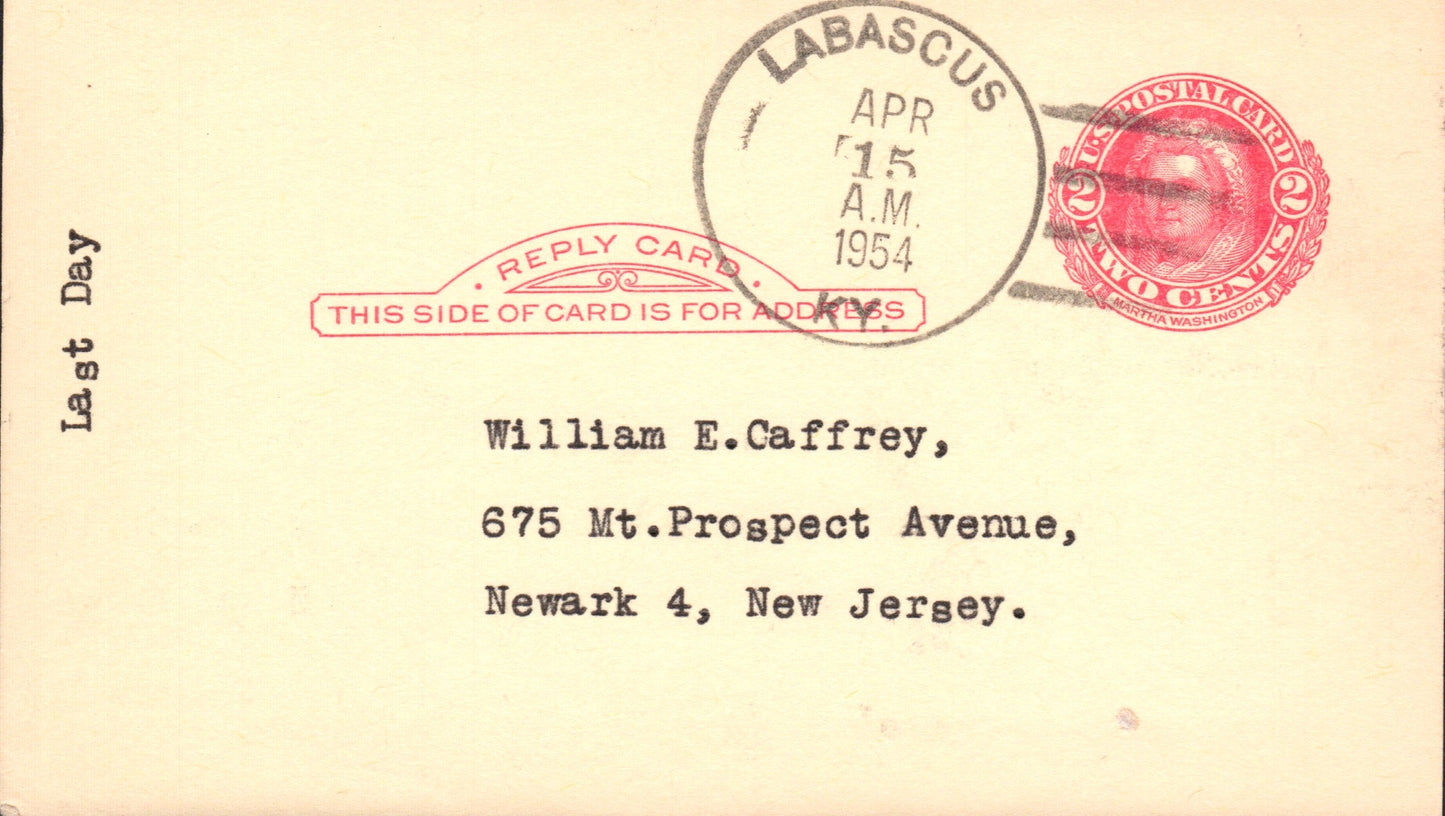 LABASCUS
APR
15
A.M.
1954
KY.
U.S. POSTAL CARD
2 2
TWO CENTS
MARTHA WASHINGTON
· REPLY CARD ·
THIS SIDE OF CARD IS FOR ADDRESS
Last Day
William E.Caffrey,
675 Mt.Prospect Avenue,
Newark 4, New Jersey.